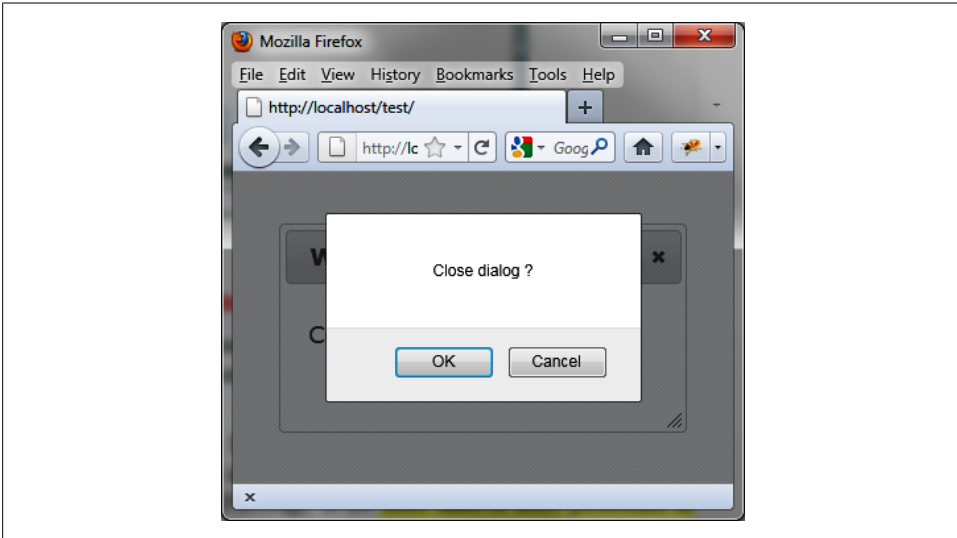 Mozilla Firefox
File Edit View History Bookmarks Tools Help
http://localhost/test/
http://lc Goog
Close dialog ?
OK Cancel